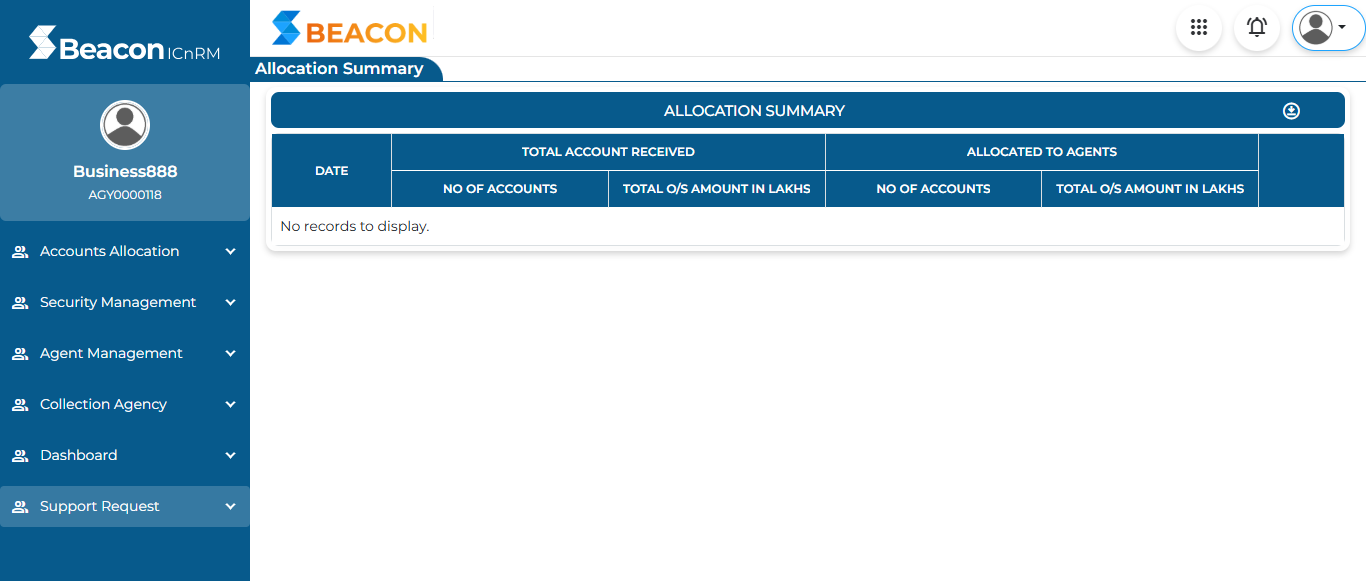 Beacon ICnRM
BEACON
Allocation Summary
Business888
AGY0000118
Accounts Allocation
Security Management
Agent Management
Collection Agency
Dashboard
Support Request
ALLOCATION SUMMARY
DATE
TOTAL ACCOUNT RECEIVED
ALLOCATED TO AGENTS
NO OF ACCOUNTS
TOTAL O/S AMOUNT IN LAKHS
NO OF ACCOUNTS
TOTAL O/S AMOUNT IN LAKHS
No records to display.